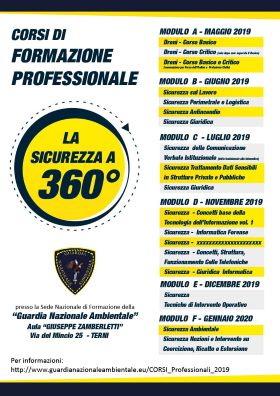 CORSI DI
FORMAZIONE
PROFESSIONALE
LA
SICUREZZA A
360°
presso la Sede Nazionale di Formazione della
“Guardia Nazionale Ambientale”
Aula “GIUSEPPE ZAMBERLETTI”
Via del Mincio 25 - TERNI
MODULO A - MAGGIO 2019
Droni - Corso Basico
Droni - Corso Critico
Droni - Corso Basico e Critico
MODULO B - GIUGNO 2019
Sicurezza sul Lavoro
Sicurezza Perimetrale e Logistica
Sicurezza Antincendio
Sicurezza Giuridica
MODULO C - LUGLIO 2019
Sicurezza della Comunicazione
Verbale Istituzionale
Sicurezza Trattamento Dati Sensibili
in Strutture Private e Pubbliche
Sicurezza Giuridica
MODULO D - NOVEMBRE 2019
Sicurezza - Concetti base della
Tecnologia dell'Informazione vol. 1
Sicurezza - Informatica Forense
Sicurezza - xxxxxxxxxxxxxxxxxxxx
Sicurezza - Concetti, Struttura,
Funzionamento Celle Telefoniche
Sicurezza - Giuridica Informatica
MODULO E - DICEMBRE 2019
Sicurezza
Tecniche di Intervento Operativo
MODULO F - GENNAIO 2020
Sicurezza Ambientale
Sicurezza Nozioni e Intervento su
Coercizione, Ricatto e Estorsione
Per informazioni:
http://www.guardianazionaleambientale.eu/CORSI_Professionali_2019